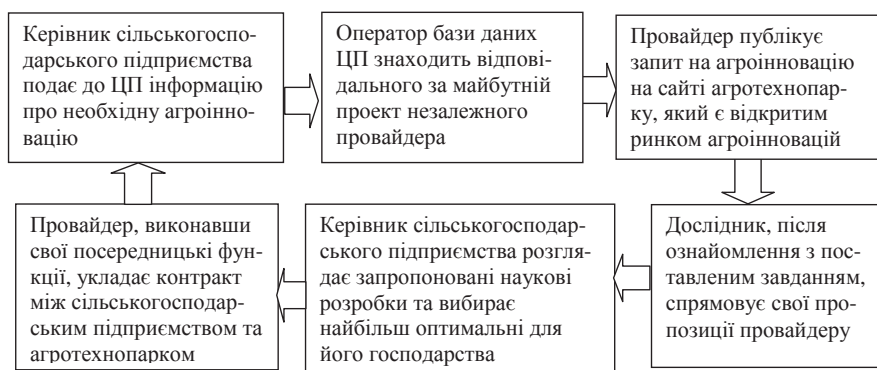 Керівник сільськогоспо-
дарського підприємства
подає до ЦП інформацію
про необхідну агроінно-
вацію
Оператор бази даних
ЦП знаходить відпові-
дального за майбутній
проект незалежного
провайдера
Провайдер публікує
запит на агроінновацію
на сайті агротехнопар-
ку, який є відкритим
ринком агроінновацій
Дослідник, після
ознайомлення з пос-
тавленим завданням,
спрямовує свої про-
позиції провайдеру
Керівник сільськогосподар-
ського підприємства розгля-
дає запропоновані наукові
розробки та вибирає
найбільш оптимальні для
його господарства
Провайдер, виконавши
свої посередницькі фун-
кції, укладає контракт
між сільськогосподар-
ським підприємством та
агротехнопарком